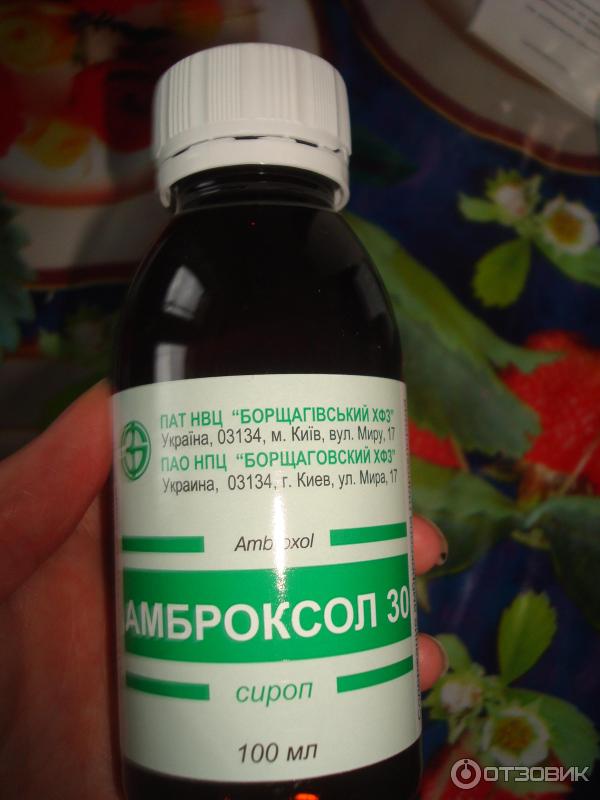 ПАТ НВЦ "БОРЩАГІВСЬКИЙ ХФЗ"
Україна, 03134, м. Київ, вул. Миру, 17
ПАО НПЦ "БОРЩАГОВСКИЙ ХФЗ"
Украина, 03134, г. Киев, ул. Мира, 17
Ambroxol
АМБРОКСОЛ 30
сироп
100 мл
ОТЗОВИК